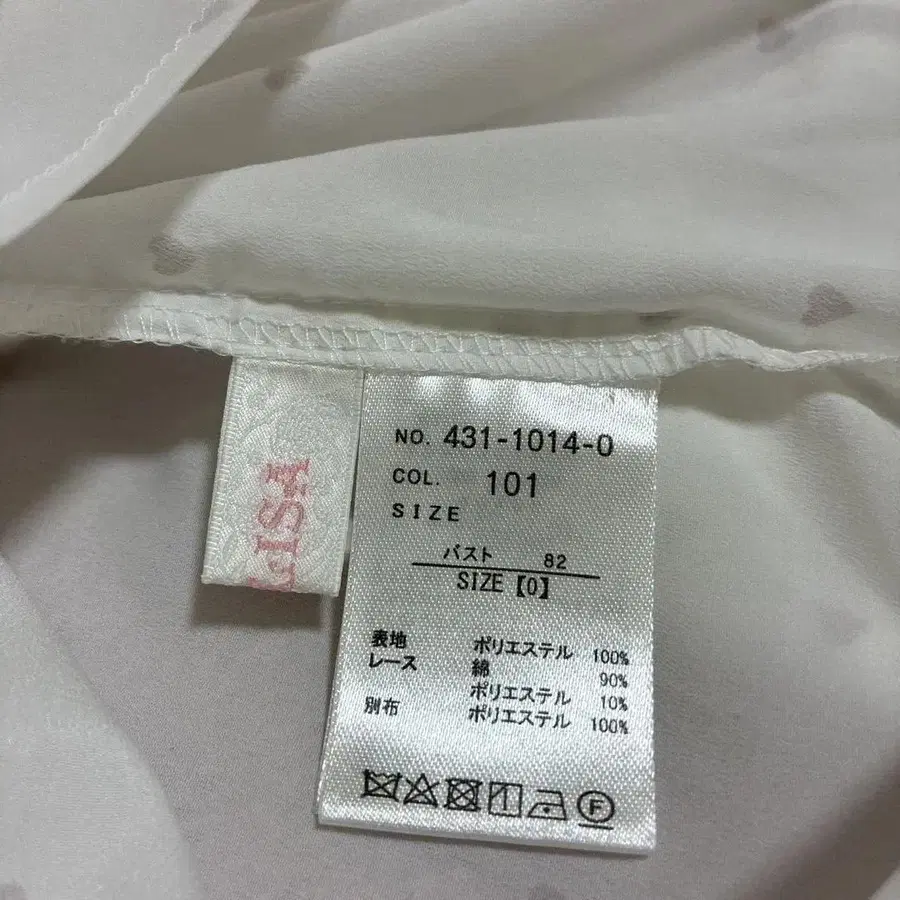 NO. 431-1014-0
COL. 101
SIZE
バスト 82
SIZE【0】
表地 ポリエステル 100%
レース 綿 90%
ポリエステル 10%
別布 ポリエステル 100%
F